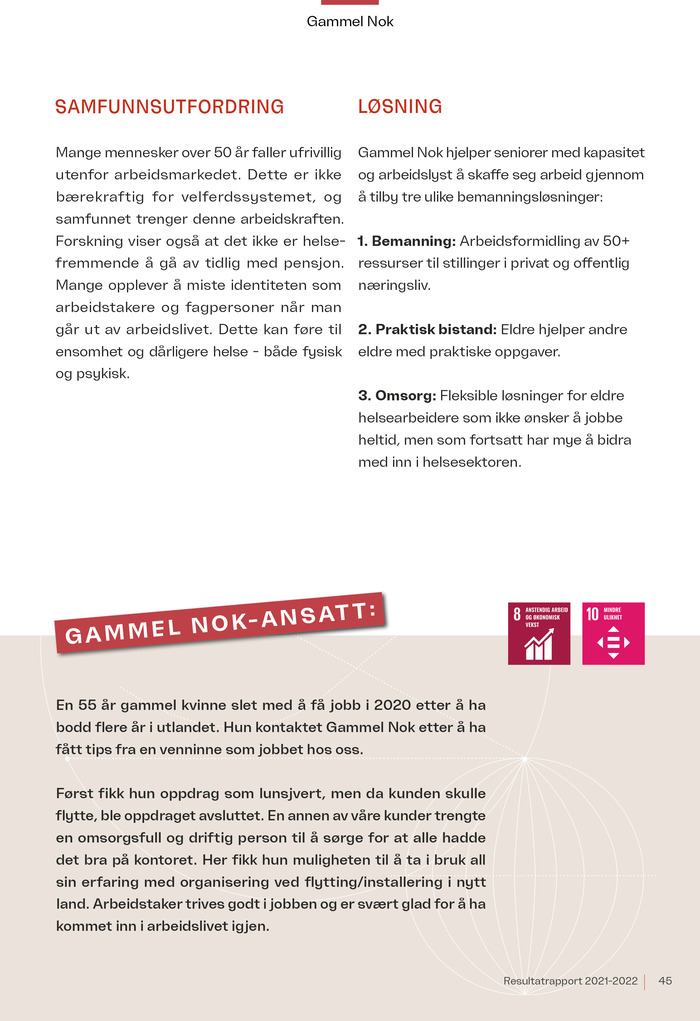 Gammel Nok
SAMFUNNSUTFORDRING
Mange mennesker over 50 år faller ufrivillig
utenfor arbeidsmarkedet. Dette er ikke
bærekraftig for velferdssystemet, og
samfunnet trenger denne arbeidskraften.
Forskning viser også at det ikke er helse-
fremmende å gå av tidlig med pensjon.
Mange opplever å miste identiteten som
arbeidstakere og fagpersoner når man
går ut av arbeidslivet. Dette kan føre til
ensomhet og dårligere helse - både fysisk
og psykisk.
LØSNING
Gammel Nok hjelper seniorer med kapasitet
og arbeidslyst å skaffe seg arbeid gjennom
å tilby tre ulike bemanningsløsninger:
1. Bemanning: Arbeidsformidling av 50+
ressurser til stillinger i privat og offentlig
næringsliv.
2. Praktisk bistand: Eldre hjelper andre
eldre med praktiske oppgaver.
3. Omsorg: Fleksible løsninger for eldre
helsearbeidere som ikke ønsker å jobbe
heltid, men som fortsatt har mye å bidra
med inn i helsesektoren.
GAMMEL NOK-ANSATT:
8 ANSTENDIG ARBEID
OG ØKONOMISK
VEKST
10 MINDRE
ULIKHET
En 55 år gammel kvinne slet med å få jobb i 2020 etter å ha
bodd flere år i utlandet. Hun kontaktet Gammel Nok etter å ha
fått tips fra en venninne som jobbet hos oss.
Først fikk hun oppdrag som lunsjvert, men da kunden skulle
flytte, ble oppdraget avsluttet. En annen av våre kunder trengte
en omsorgsfull og driftig person til å sørge for at alle hadde
det bra på kontoret. Her fikk hun muligheten til å ta i bruk all
sin erfaring med organisering ved flytting/installering i nytt
land. Arbeidstaker trives godt i jobben og er svært glad for å ha
kommet inn i arbeidslivet igjen.
Resultatrapport 2021-2022 45